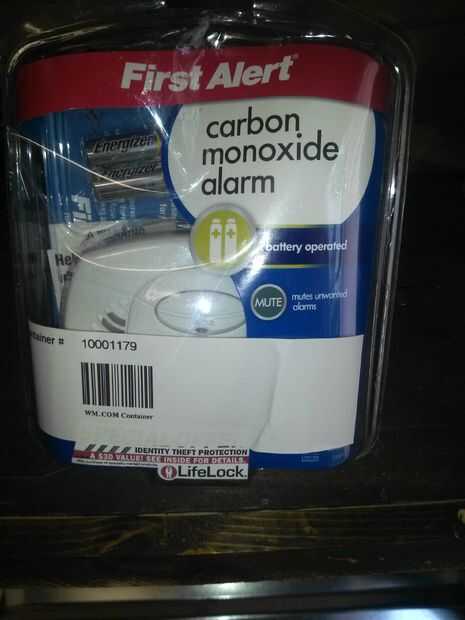 First Alert
Energizer
Energizer
carbon
monoxide
alarm
battery operated
MUTE
mutes unwanted
alarms
Container # 10001179
WM.COM Container
IDENTITY THEFT PROTECTION
A $30 VALUE! SEE INSIDE FOR DETAILS.
LifeLock